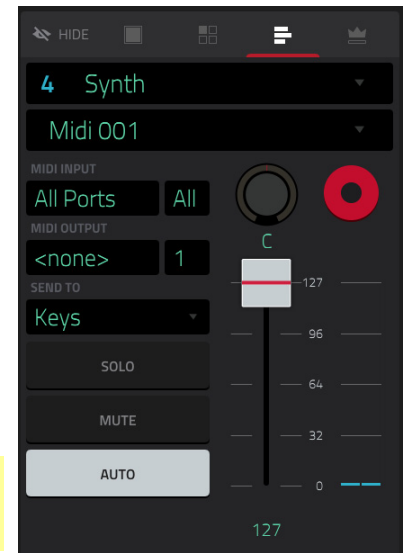 HIDE
4 Synth
Midi 001
MIDI INPUT
All Ports All
MIDI OUTPUT
<none> 1
SEND TO
Keys
SOLO
MUTE
AUTO
C
127
96
64
32
0
127